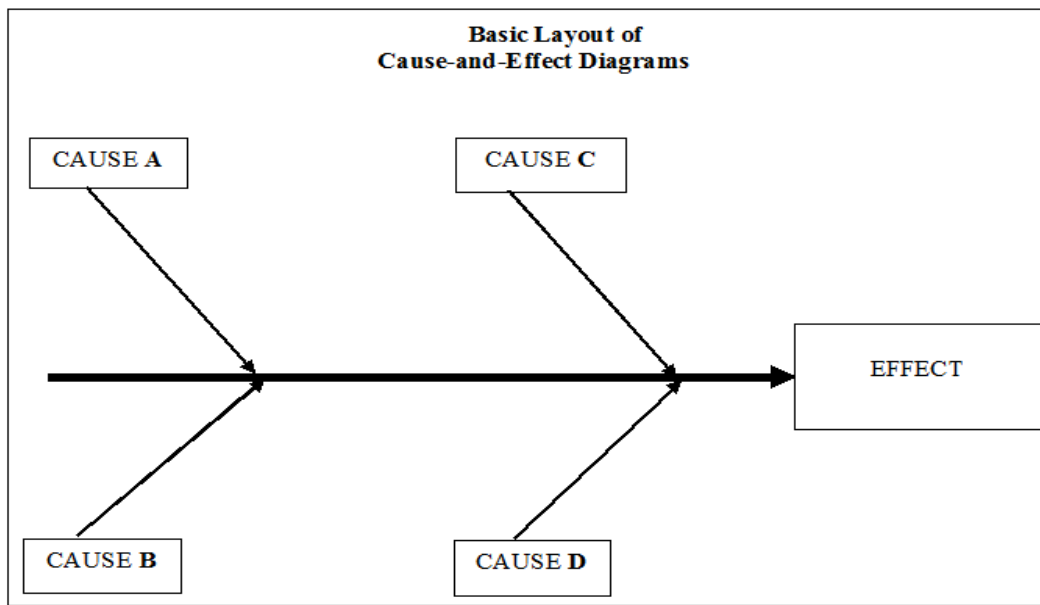 Basic Layout of
Cause-and-Effect Diagrams
CAUSE A
CAUSE C
EFFECT
CAUSE B
CAUSE D